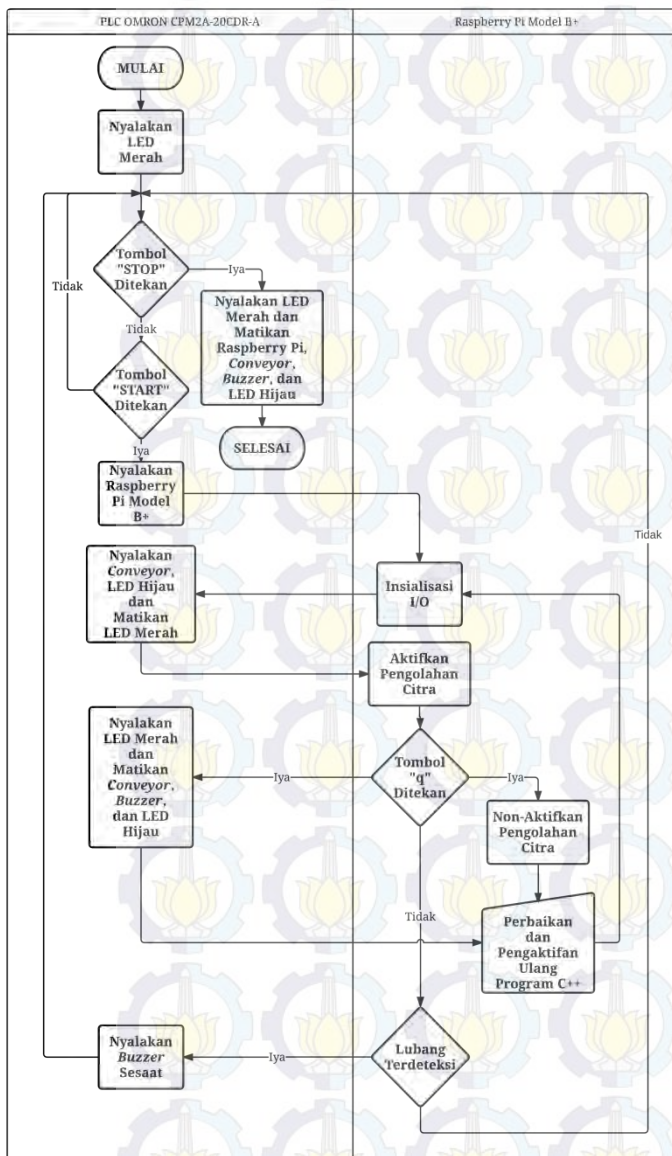 PLC OMRON CPM2A-20CDR-A
Raspberry Pi Model B+
MULAI
Nyalakan
LED
Merah
Tombol
"STOP"
Ditekan
Iya
Tidak
Tidak
Nyalakan LED
Merah dan
Matikan
Raspberry Pi,
Conveyor,
Buzzer, dan
LED Hijau
Tombol
"START"
Ditekan
SELESAI
Iya
Nyalakan
Raspberry
Pi Model
B+
Tidak
Nyalakan
Conveyor,
LED Hijau
dan
Matikan
LED Merah
Insialisasi
I/O
Aktifkan
Pengolahan
Citra
Nyalakan
LED Merah
dan
Matikan
Conveyor,
Buzzer,
dan LED
Hijau
Iya
Tombol
"q"
Ditekan
Iya
Non-Aktifkan
Pengolahan
Citra
Tidak
Perbaikan
dan
Pengaktifan
Ulang
Program C++
Nyalakan
Buzzer
Sesaat
Iya
Lubang
Terdeteksi